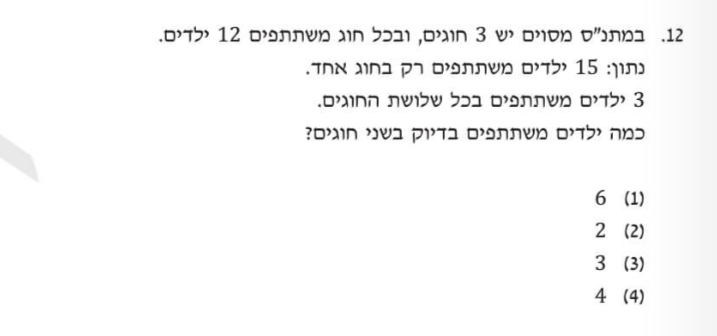 12. במתנ"ס מסוים יש 3 חוגים, ובכל חוג משתתפים 12 ילדים.
נתון: 15 ילדים משתתפים רק בחוג אחד.
3 ילדים משתתפים בכל שלושת החוגים.
כמה ילדים משתתפים בדיוק בשני חוגים?
(1) 6
(2) 2
(3) 3
(4) 4